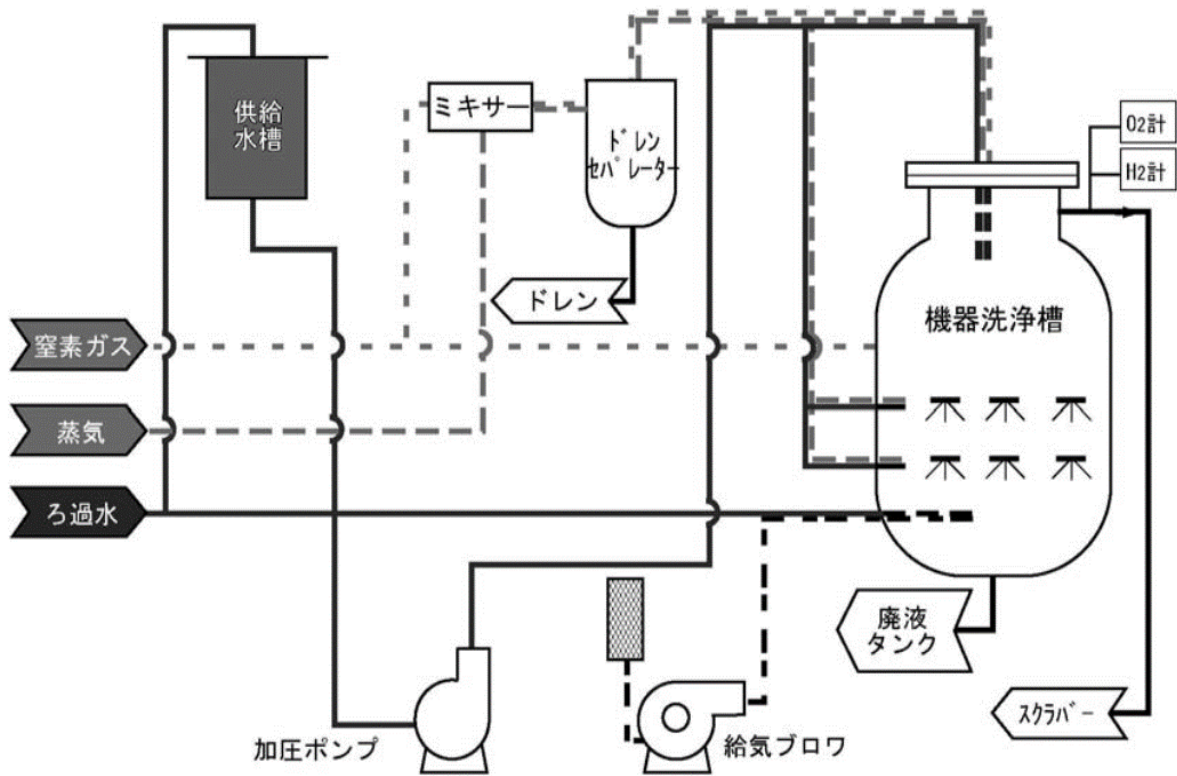 供給
水槽
ミキサー
ドレン
セパレーター
O2計
H2計
ドレン
機器洗浄槽
窒素ガス
蒸気
ろ過水
廃液
タンク
スクラバー
加圧ポンプ
給気ブロワ